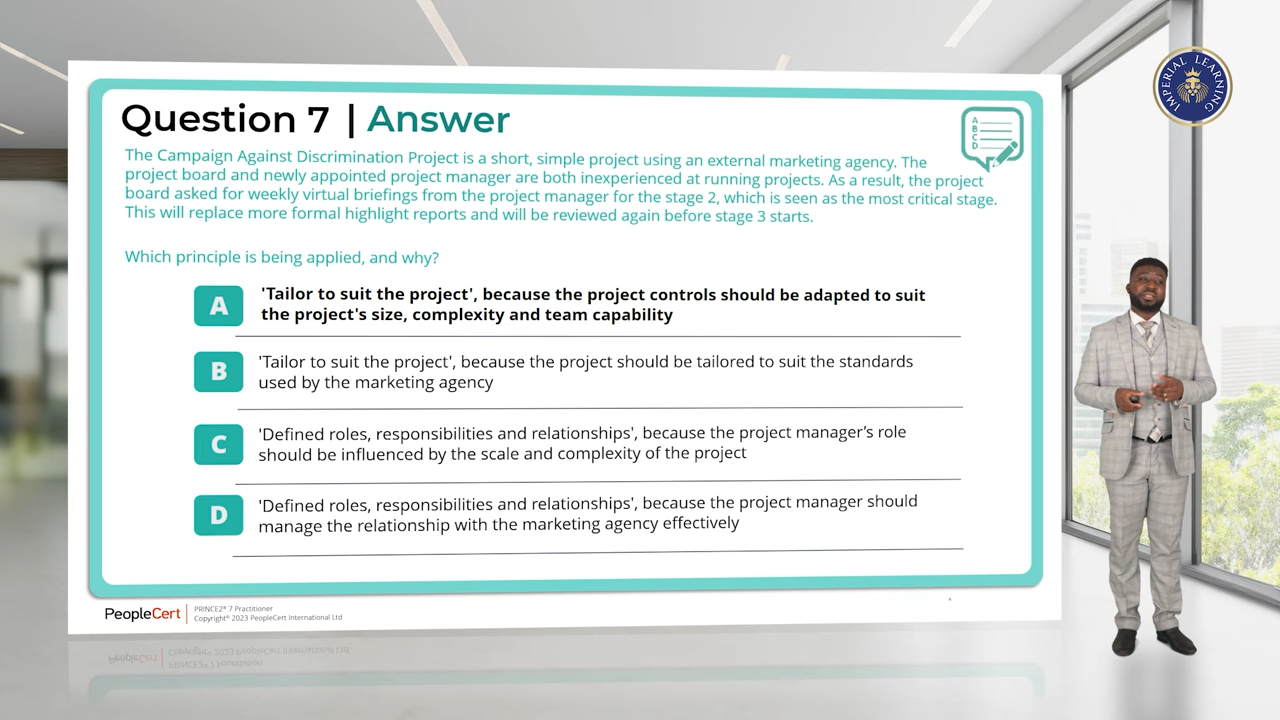 Question 7 | Answer
The Campaign Against Discrimination Project is a short, simple project using an external marketing agency. The
project board and newly appointed project manager are both inexperienced at running projects. As a result, the project
board asked for weekly virtual briefings from the project manager for the stage 2, which is seen as the most critical stage.
This will replace more formal highlight reports and will be reviewed again before stage 3 starts.
Which principle is being applied, and why?
A
'Tailor to suit the project', because the project controls should be adapted to suit
the project's size, complexity and team capability
B
'Tailor to suit the project', because the project should be tailored to suit the standards
used by the marketing agency
C
'Defined roles, responsibilities and relationships', because the project manager’s role
should be influenced by the scale and complexity of the project
D
'Defined roles, responsibilities and relationships', because the project manager should
manage the relationship with the marketing agency effectively
PeopleCert
PRINCE2® 7 Practitioner
Copyright© 2023 PeopleCert International Ltd
A
B
C
D
IMPERIAL LEARNING
PeopleCert
Copyright© 2023 PeopleCert International Ltd
PRINCE2® 7 Foundation